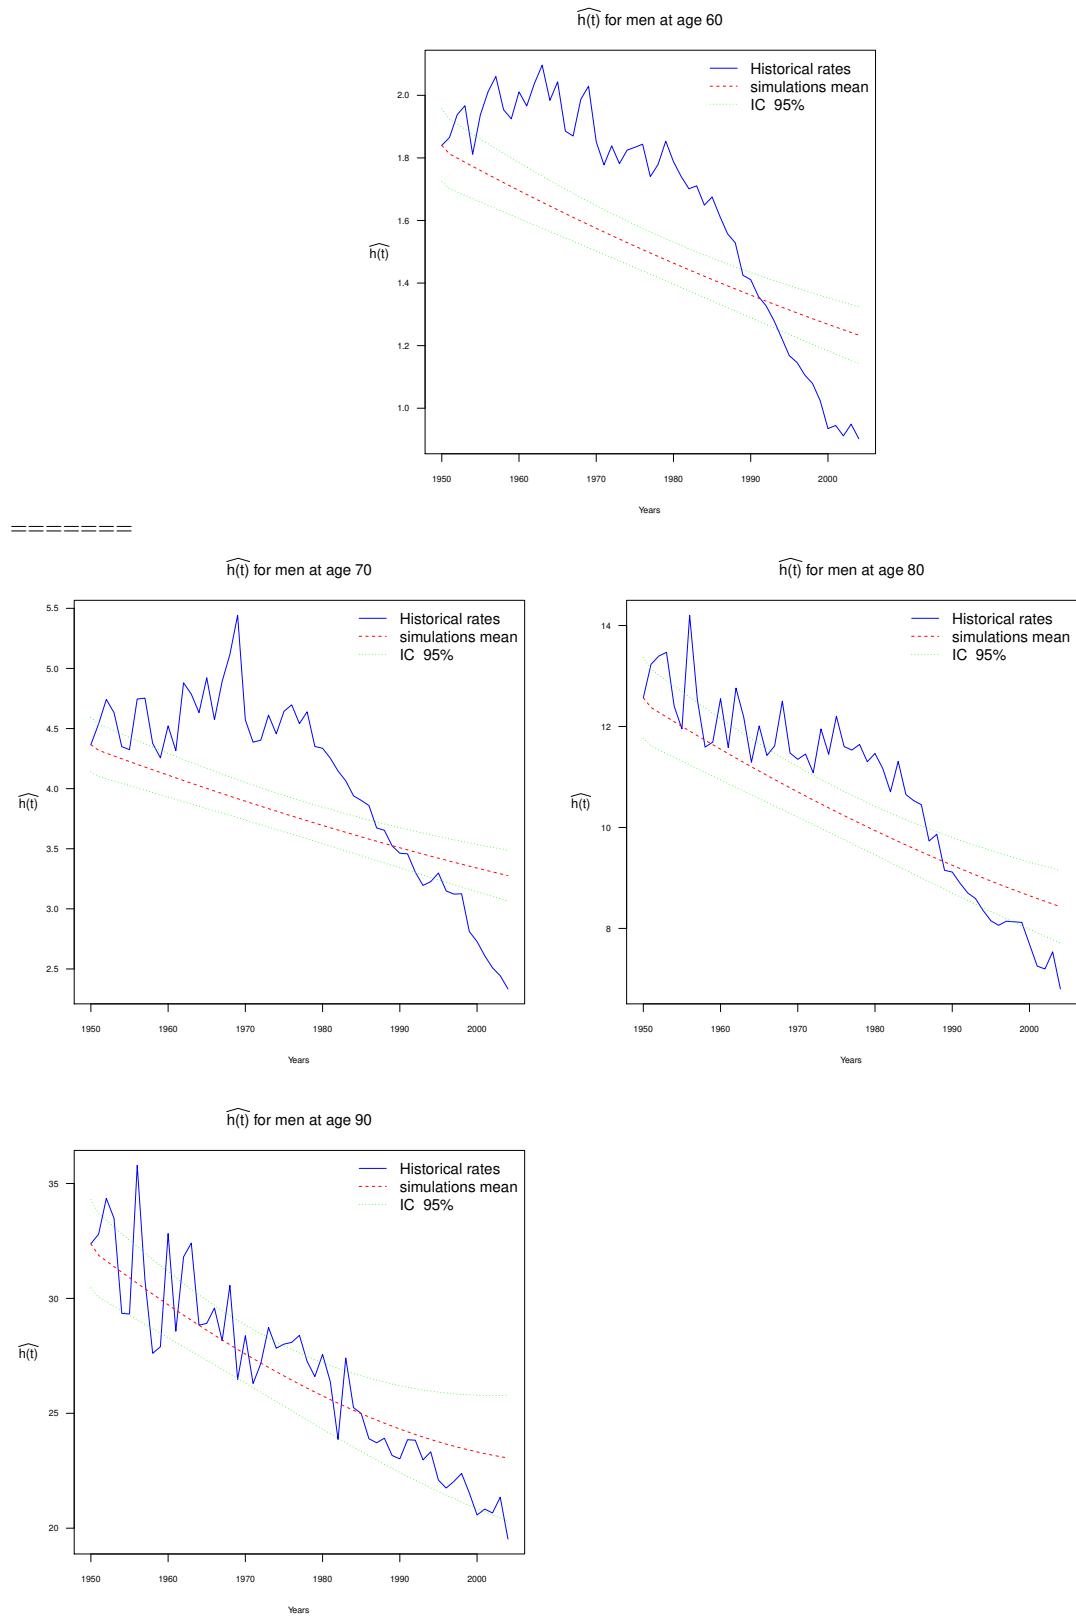 h(t) for men at age 60
Historical rates
simulations mean
IC 95%
2.0
1.8
1.6
h(t)
1.4
1.2
1.0
1950 1960 1970 1980 1990 2000
Years
=======
h(t) for men at age 70
5.5
Historical rates
simulations mean
IC 95%
5.0
4.5
4.0
h(t)
3.5
3.0
2.5
1950 1960 1970 1980 1990 2000
Years
h(t) for men at age 80
14
Historical rates
simulations mean
IC 95%
12
h(t)
10
8
1950 1960 1970 1980 1990 2000
Years
h(t) for men at age 90
35
Historical rates
simulations mean
IC 95%
30
h(t)
25
20
1950 1960 1970 1980 1990 2000
Years